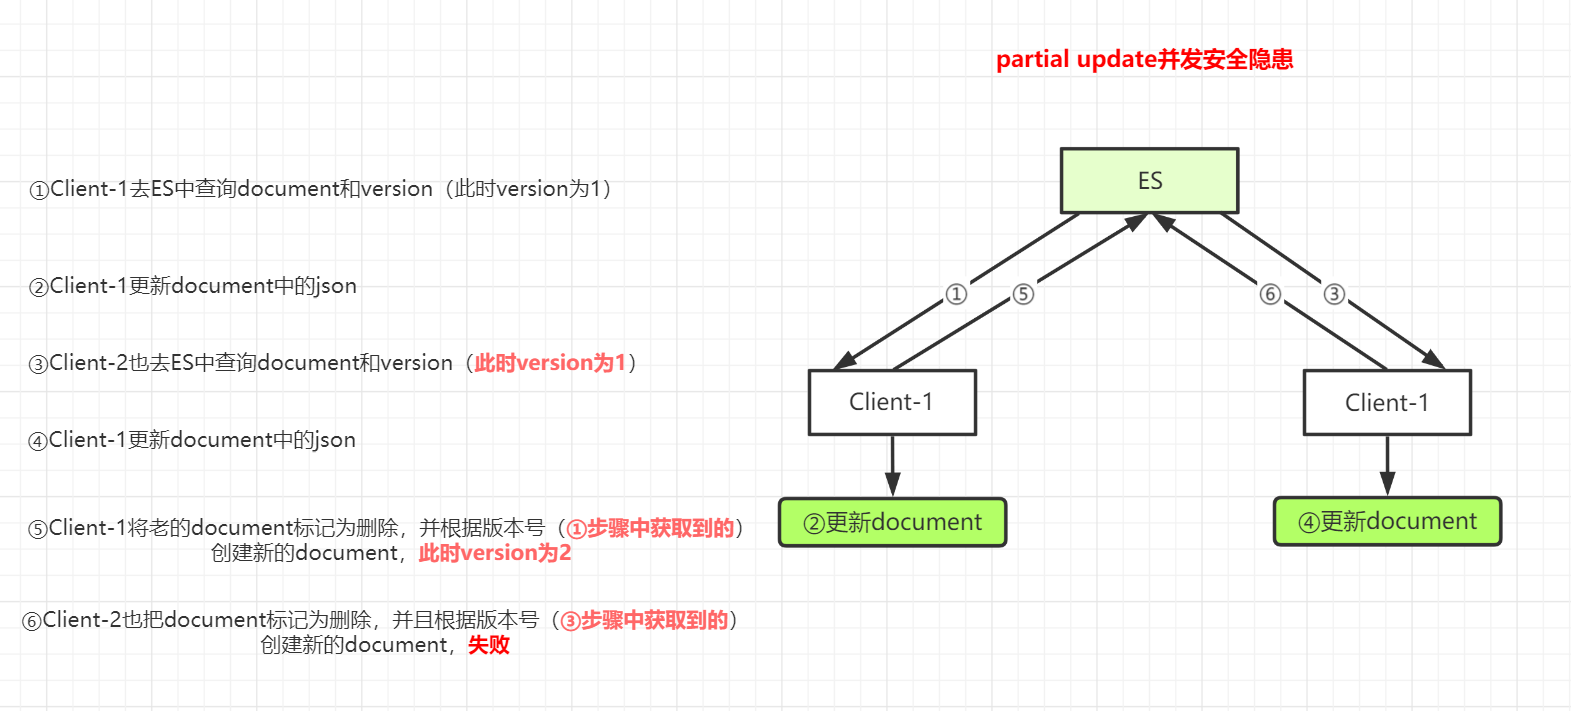 partial update并发安全隐患
①Client-1去ES中查询document和version（此时version为1）
②Client-1更新document中的json
③Client-2也去ES中查询document和version（此时version为1）
④Client-1更新document中的json
⑤Client-1将老的document标记为删除，并根据版本号（①步骤中获取到的）
创建新的document，此时version为2
⑥Client-2也把document标记为删除，并且根据版本号（③步骤中获取到的）
创建新的document，失败
ES
①
⑤
⑥
③
Client-1
Client-1
②更新document
④更新document